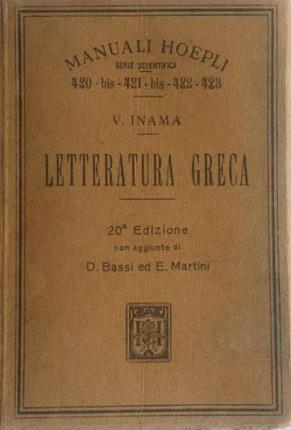 MANUALI HOEPLI
SERIE SCIENTIFICA
420 - bis - 421 - bis - 422 - 423
V. INAMA
LETTERATURA GRECA
20ª Edizione
con aggiunte di
D. Bassi ed E. Martini